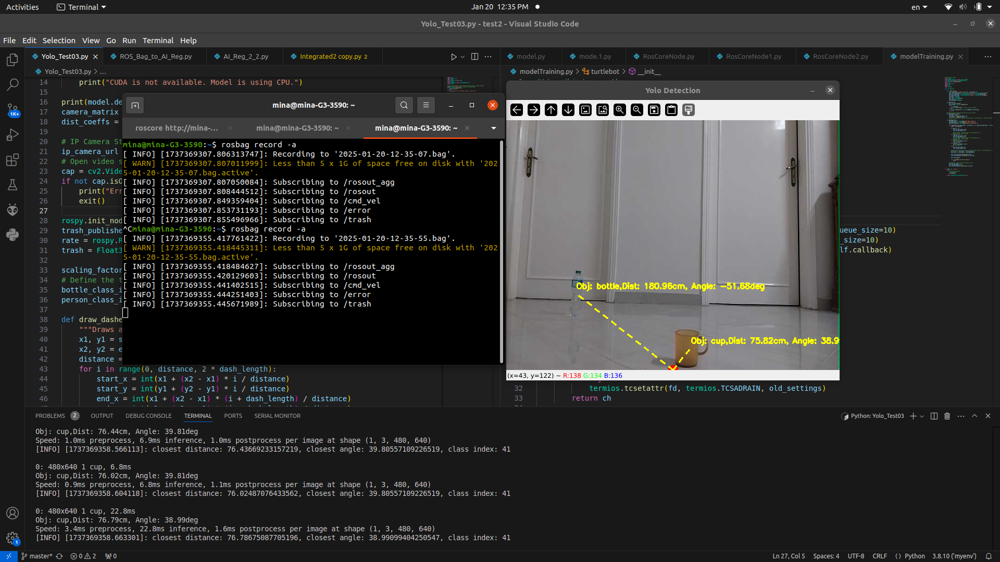 Activities
Terminal
Jan 20 12:35 PM
en
Yolo_Test03.py - test2 - Visual Studio Code
File Edit Selection View Go Run Terminal Help
Yolo_Test03.py
ROS_Bag_to_AI_Reg.py
AI_Reg_2_2.py
Integrated2 copy.py 2
model.py
mode.1.py
RosCoreNode.py
RosCoreNode1.py
RosCoreNode2.py
modelTraining.py
Yolo_Test03.py > ...
modelTraining.py > turtlebot > __init__
14 print("CUDA is not available. Model is using CPU.")
15
16 print(model.de
17 camera_matrix
18 dist_coeffs =
19
20 # IP Camera St
21 ip_camera_url
22 # Open video s
23 cap = cv2.Vide
24 if not cap.isO
25 print("Err
26 exit()
27
28 rospy.init_nod
29 trash_publishe
30 rate = rospy.R
31 trash = Float3
32
33 scaling_factor
34 # Define the t
35 bottle_class_i
36 person_class_i
37
38 def draw_dashe
39 """Draws a
40 x1, y1 = s
41 x2, y2 = e
42 distance =
43 for i in range(0, distance, 2 * dash_length):
44 start_x = int(x1 + (x2 - x1) * i / distance)
45 start_y = int(y1 + (y2 - y1) * i / distance)
46 end_x = int(x1 + (x2 - x1) * (i + dash_length) / distance)
mina@mina-G3-3590: ~
roscore http://mina-...
mina@mina-G3-3590: ~
mina@mina-G3-3590: ~
mina@mina-G3-3590:~$ rosbag record -a
[ INFO] [1737369307.806313747]: Recording to '2025-01-20-12-35-07.bag'.
[ WARN] [1737369307.807011999]: Less than 5 x 1G of space free on disk with '202
5-01-20-12-35-07.bag.active'.
[ INFO] [1737369307.807050084]: Subscribing to /rosout_agg
[ INFO] [1737369307.808444512]: Subscribing to /rosout
[ INFO] [1737369307.849359404]: Subscribing to /cmd_vel
[ INFO] [1737369307.853731193]: Subscribing to /error
[ INFO] [1737369307.855496966]: Subscribing to /trash
^Cmina@mina-G3-3590:~$ rosbag record -a
[ INFO] [1737369355.417761422]: Recording to '2025-01-20-12-35-55.bag'.
[ WARN] [1737369355.418445311]: Less than 5 x 1G of space free on disk with '202
5-01-20-12-35-55.bag.active'.
[ INFO] [1737369355.418484627]: Subscribing to /rosout_agg
[ INFO] [1737369355.420129603]: Subscribing to /rosout
[ INFO] [1737369355.441402515]: Subscribing to /cmd_vel
[ INFO] [1737369355.444251403]: Subscribing to /error
[ INFO] [1737369355.445671989]: Subscribing to /trash
Yolo Detection
Obj: bottle,Dist: 180.96cm, Angle: -51.68deg
Obj: cup,Dist: 75.82cm, Angle: 38.9
(x=43, y=122) ~ R:138 G:134 B:136
ueue_size=10)
_size=10)
lf.callback)
32 termios.tcsetattr(fd, termios.TCSADRAIN, old_settings)
33 return ch
1K+
PROBLEMS 2 OUTPUT DEBUG CONSOLE TERMINAL PORTS SERIAL MONITOR
Python: Yolo_Test03
Obj: cup,Dist: 76.44cm, Angle: 39.81deg
Speed: 1.0ms preprocess, 6.9ms inference, 1.0ms postprocess per image at shape (1, 3, 480, 640)
[INFO] [1737369358.566113]: closest distance: 76.43669233157219, closest angle: 39.80557109226519, class index: 41
0: 480x640 1 cup, 6.8ms
Obj: cup,Dist: 76.02cm, Angle: 39.81deg
Speed: 0.9ms preprocess, 6.8ms inference, 1.1ms postprocess per image at shape (1, 3, 480, 640)
[INFO] [1737369358.604118]: closest distance: 76.02487076433562, closest angle: 39.80557109226519, class index: 41
0: 480x640 1 cup, 22.8ms
Obj: cup,Dist: 76.79cm, Angle: 38.99deg
Speed: 3.4ms preprocess, 22.8ms inference, 1.6ms postprocess per image at shape (1, 3, 480, 640)
[INFO] [1737369358.663301]: closest distance: 76.78675087705196, closest angle: 38.99099404250547, class index: 41
1
master* 0 2 0
Ln 27, Col 5 Spaces: 4 UTF-8 CRLF {} Python 3.8.10 ('myenv')